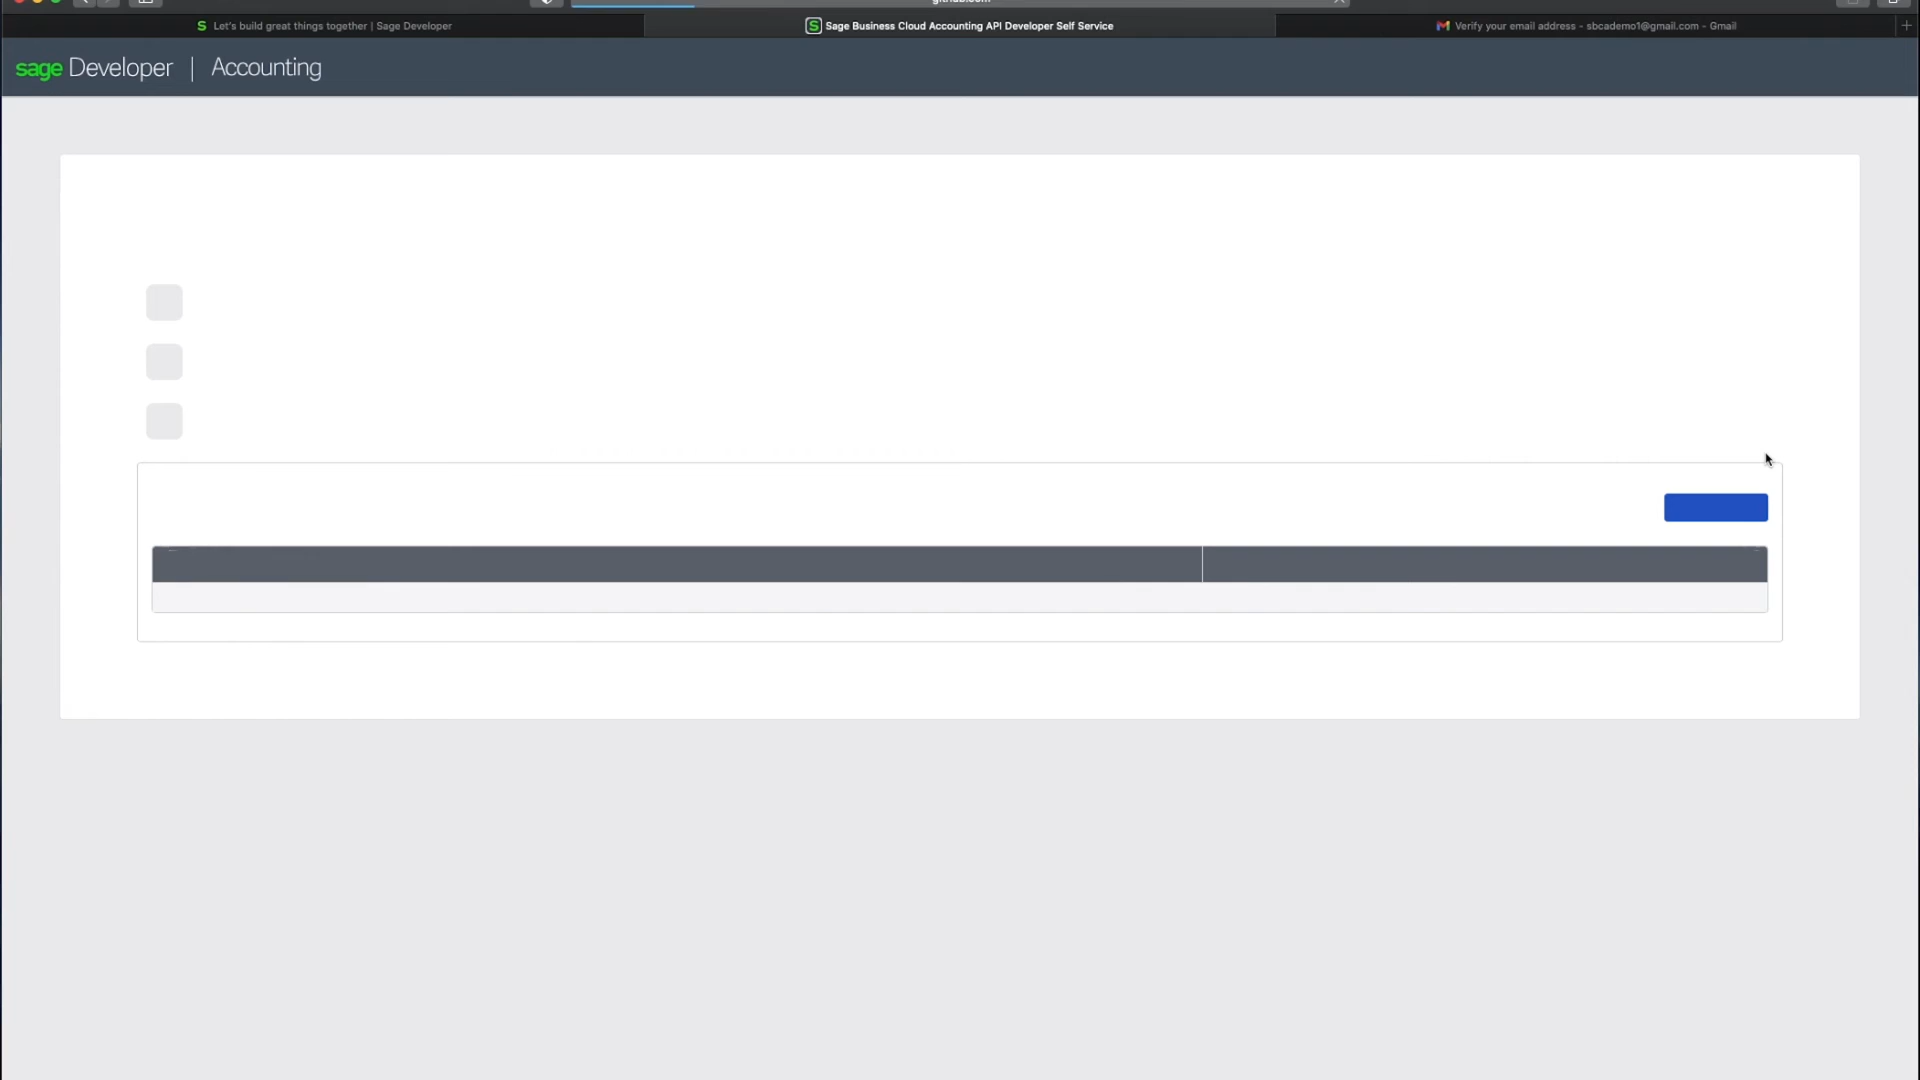 Let's build great things together | Sage Developer
Sage Business Cloud Accounting API Developer Self Service
Verify your email address - sbcademo1@gmail.com - Gmail
sage Developer | Accounting